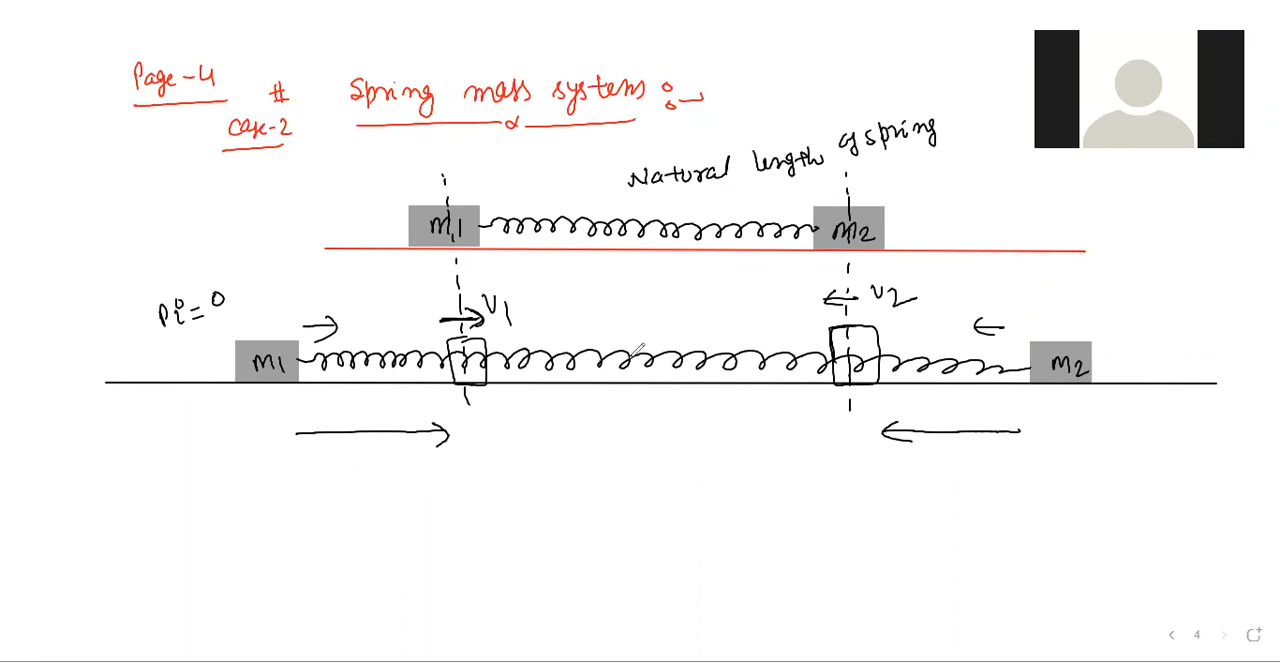 Page-4
# Spring mass systems :→
Case-2
Natural length of spring
m1 m2
Pi = 0
v1 v2
m1 m2
4